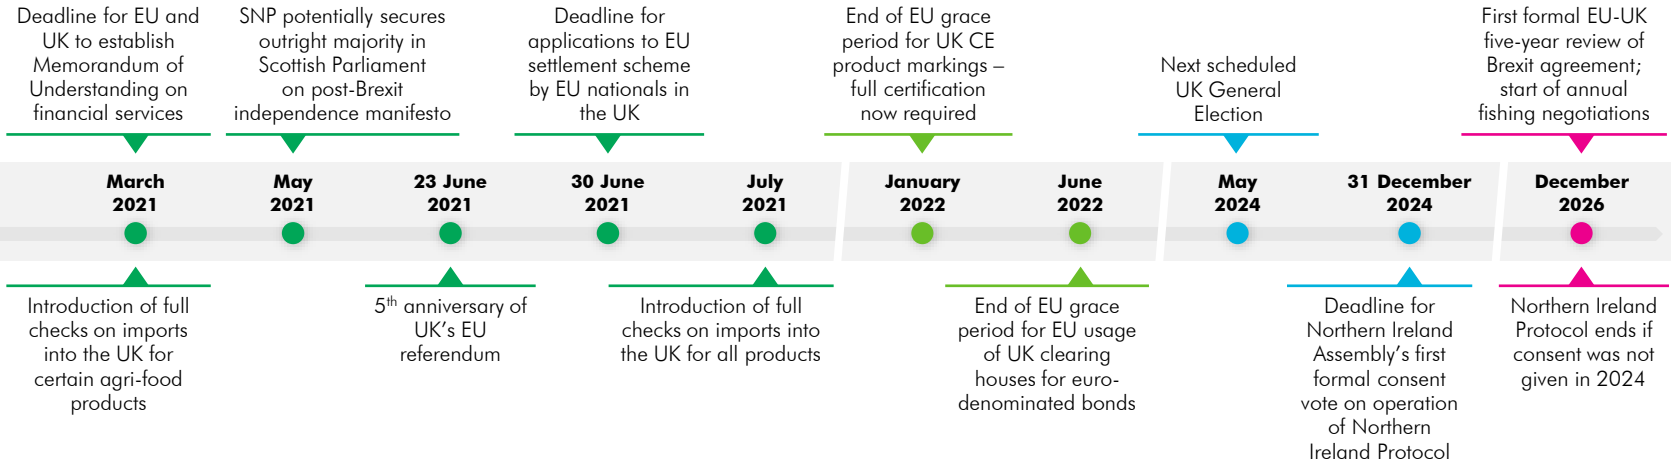 Deadline for EU and
UK to establish
Memorandum of
Understanding on
financial services
SNP potentially secures
outright majority in
Scottish Parliament
on post-Brexit
independence manifesto
Deadline for
applications to EU
settlement scheme
by EU nationals in
the UK
End of EU grace
period for UK CE
product markings –
full certification
now required
Next scheduled
UK General
Election
First formal EU-UK
five-year review of
Brexit agreement;
start of annual
fishing negotiations
March
2021
May
2021
23 June
2021
30 June
2021
July
2021
January
2022
June
2022
May
2024
31 December
2024
December
2026
Introduction of full
checks on imports
into the UK for
certain agri-food
products
5th anniversary of
UK’s EU
referendum
Introduction of full
checks on imports into
the UK for all products
End of EU grace
period for EU usage
of UK clearing
houses for euro-
denominated bonds
Deadline for
Northern Ireland
Assembly’s first
formal consent
vote on operation
of Northern
Ireland Protocol
Northern Ireland
Protocol ends if
consent was not
given in 2024